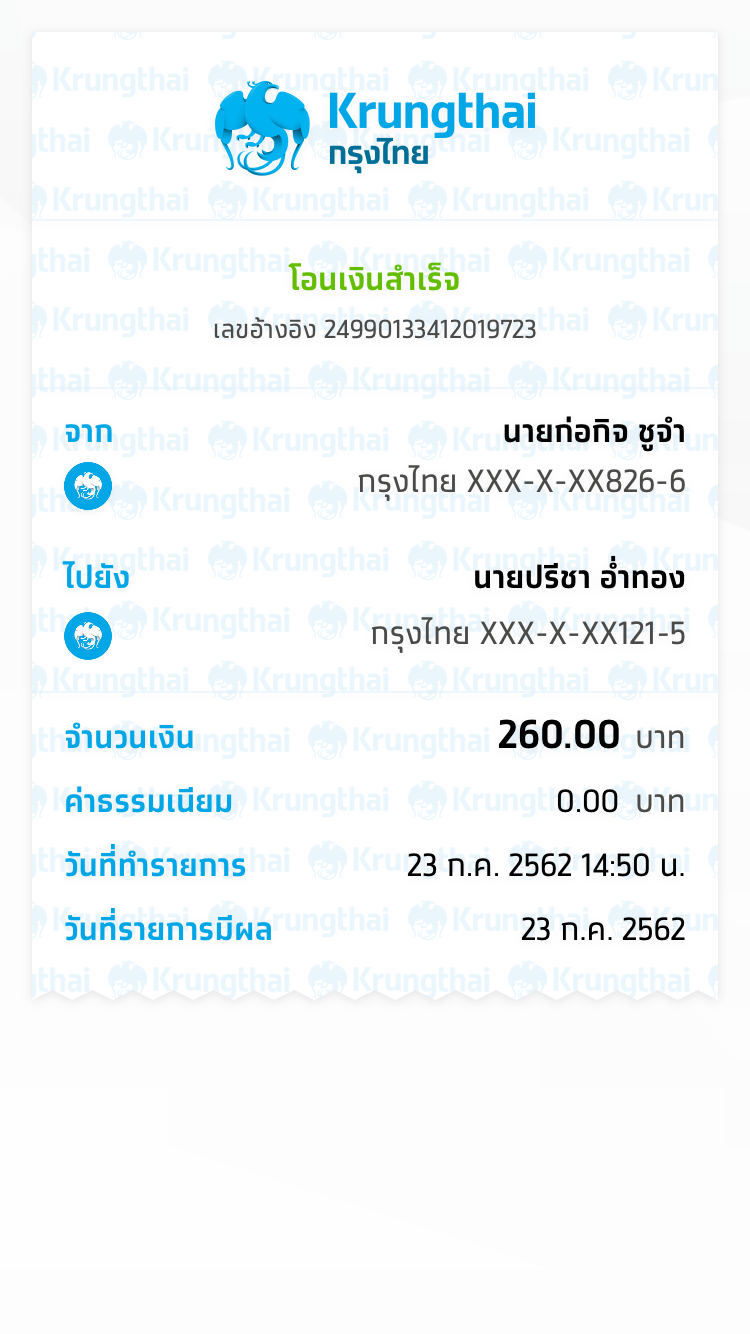 Krungthai
กรุงไทย
โอนเงินสำเร็จ
เลขอ้างอิง 24990133412019723
จาก นายก่อกิจ ชูจำ
กรุงไทย XXX-X-XX826-6
ไปยัง นายปรีชา อ่ำทอง
กรุงไทย XXX-X-XX121-5
จำนวนเงิน 260.00 บาท
ค่าธรรมเนียม 0.00 บาท
วันที่ทำรายการ 23 ก.ค. 2562 14:50 น.
วันที่รายการมีผล 23 ก.ค. 2562